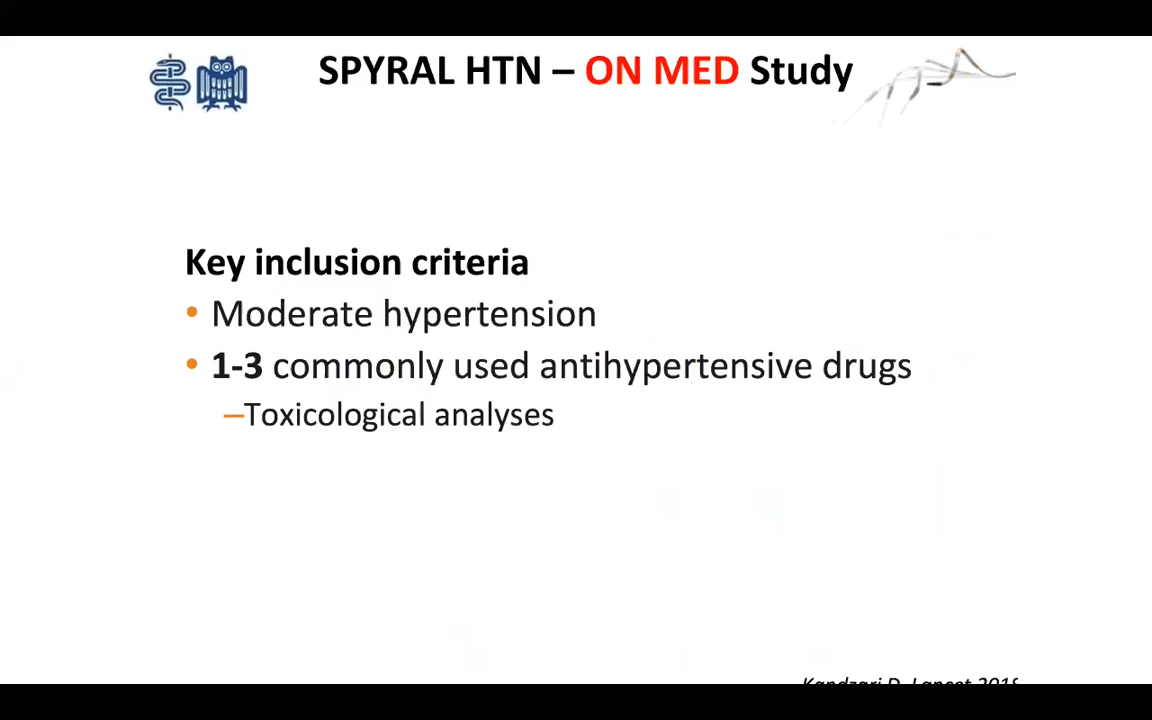 SPYRAL HTN – ON MED Study
Key inclusion criteria
• Moderate hypertension
• 1-3 commonly used antihypertensive drugs
–Toxicological analyses
Kandzari D, Lancet 2018